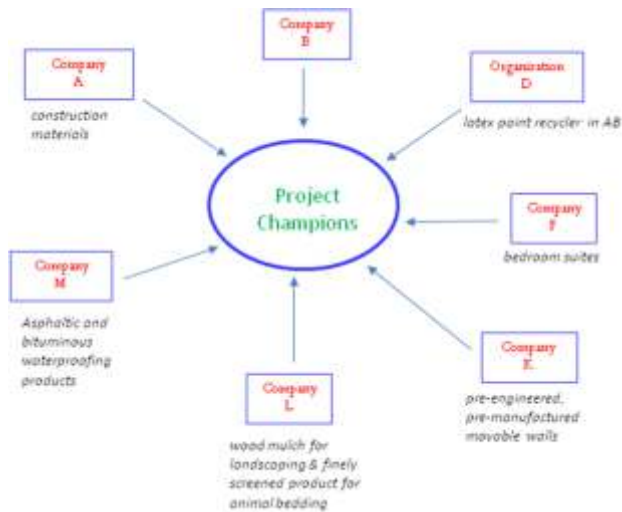 Company
B
Company
A
construction
materials
Organization
D
latex paint recycler in AB
Project
Champions
Company
F
bedroom suites
Company
M
Asphaltic and
bituminous
waterproofing
products
Company
E
pre-engineered,
pre-manufactured
movable walls
Company
L
wood mulch for
landscaping & finely
screened product for
animal bedding